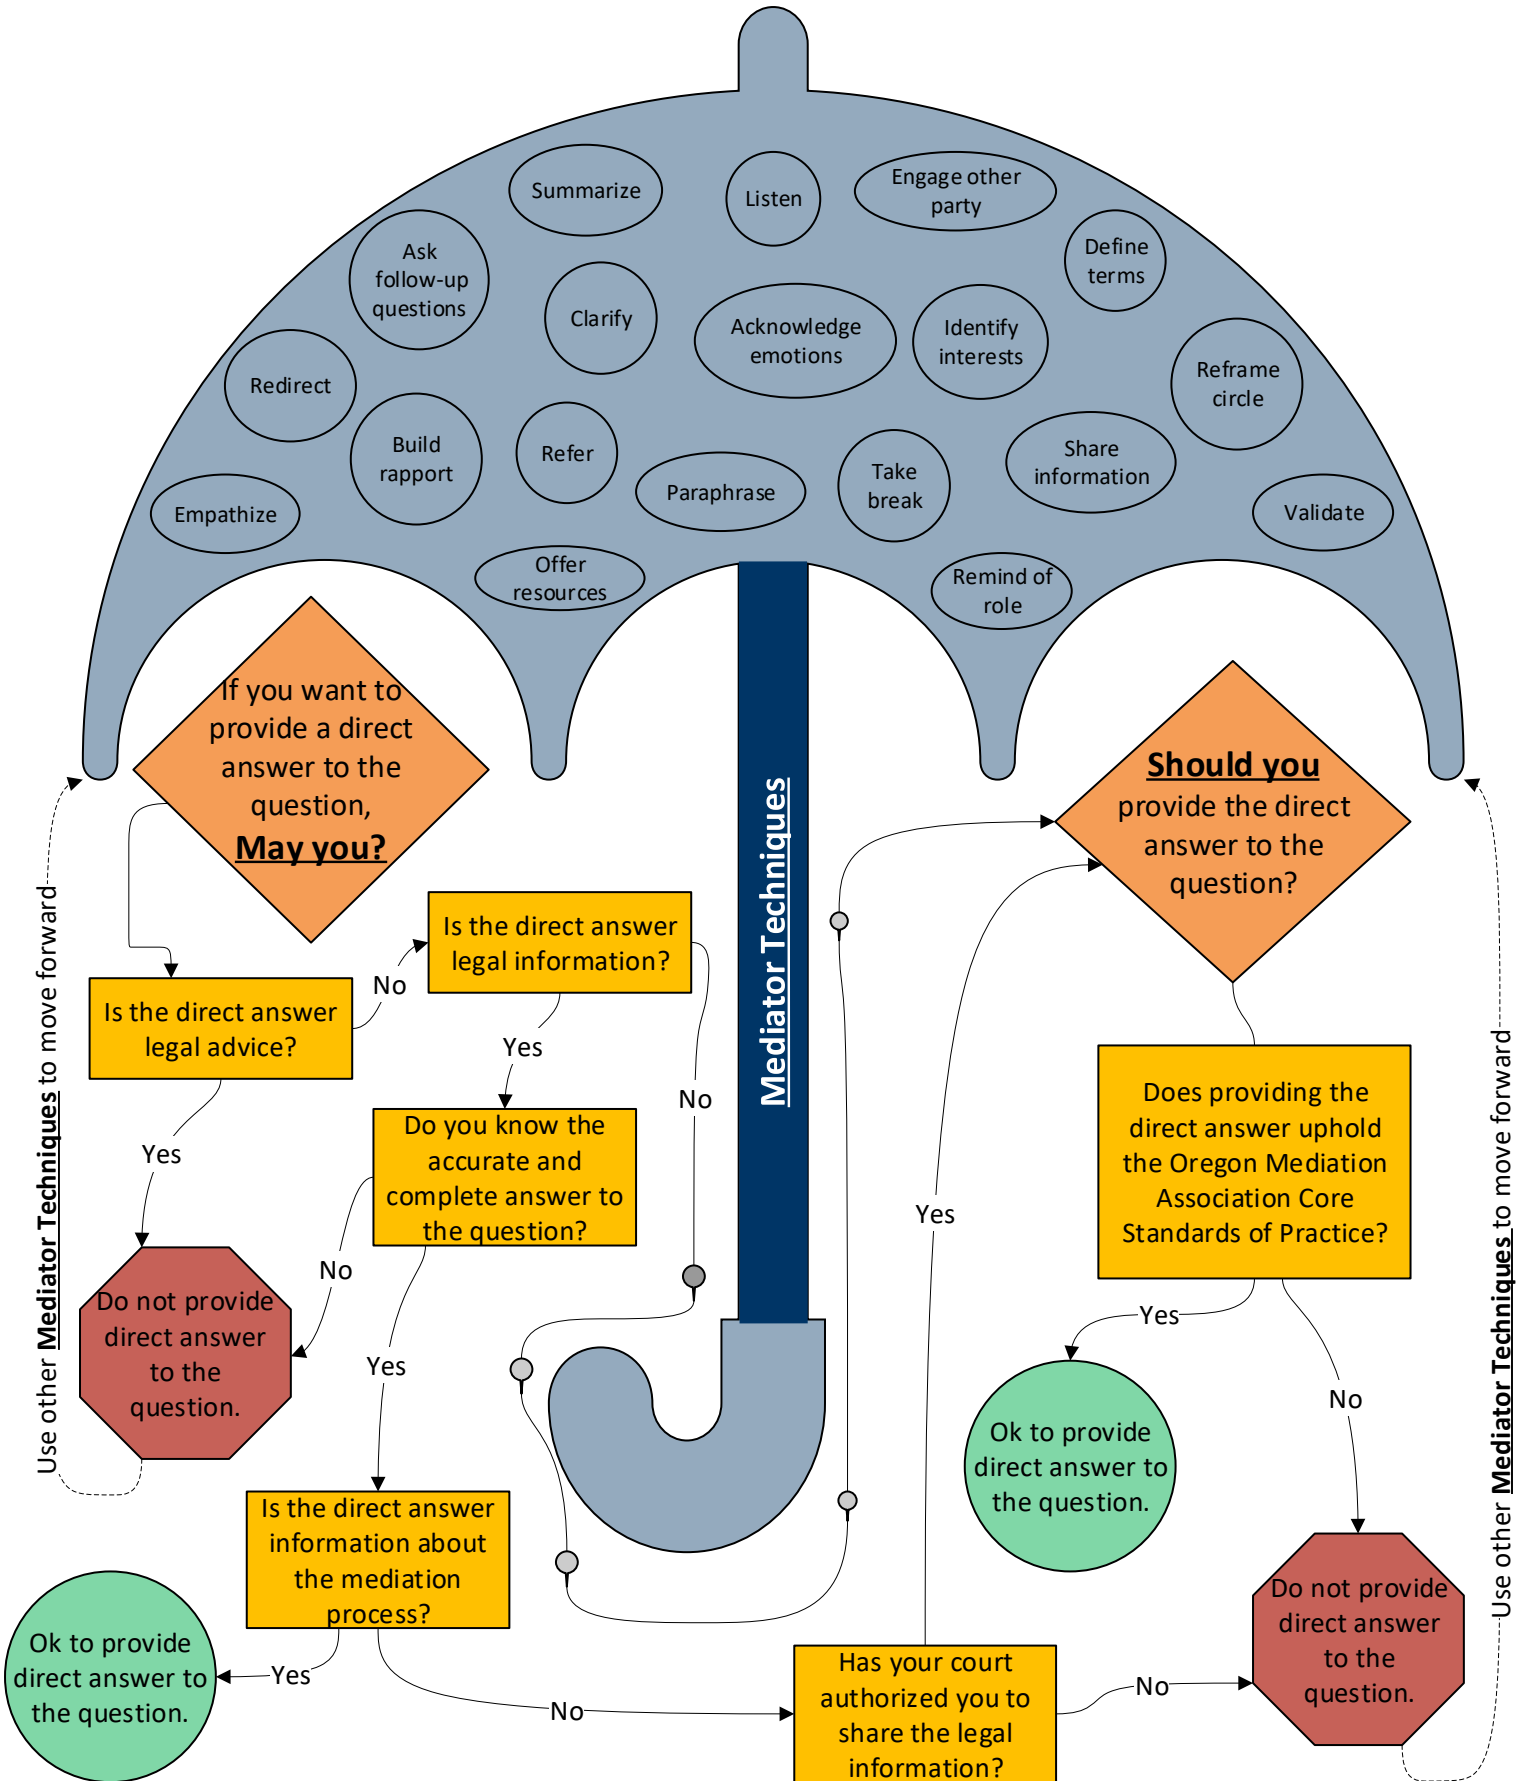 Summarize
Listen
Engage other
party
Ask
follow-up
questions
Define
terms
Clarify
Acknowledge
emotions
Identify
interests
Redirect
Reframe
circle
Build
rapport
Refer
Share
information
Paraphrase
Take
break
Empathize
Validate
Offer
resources
Remind of
role
If you want to
provide a direct
answer to the
question,
May you?
Is the direct answer
legal advice?
No
Is the direct answer
legal information?
Yes
No
Yes
Do you know the
accurate and
complete answer to
the question?
No
Do not provide
direct answer
to the
question.
Yes
Use other Mediator Techniques to move forward
Is the direct answer
information about
the mediation
process?
Yes
Ok to provide
direct answer to
the question.
No
Mediator Techniques
Should you
provide the direct
answer to the
question?
Yes
Does providing the
direct answer uphold
the Oregon Mediation
Association Core
Standards of Practice?
Yes
Ok to provide
direct answer to
the question.
No
Has your court
authorized you to
share the legal
information?
No
Do not provide
direct answer
to the
question.
Use other Mediator Techniques to move forward